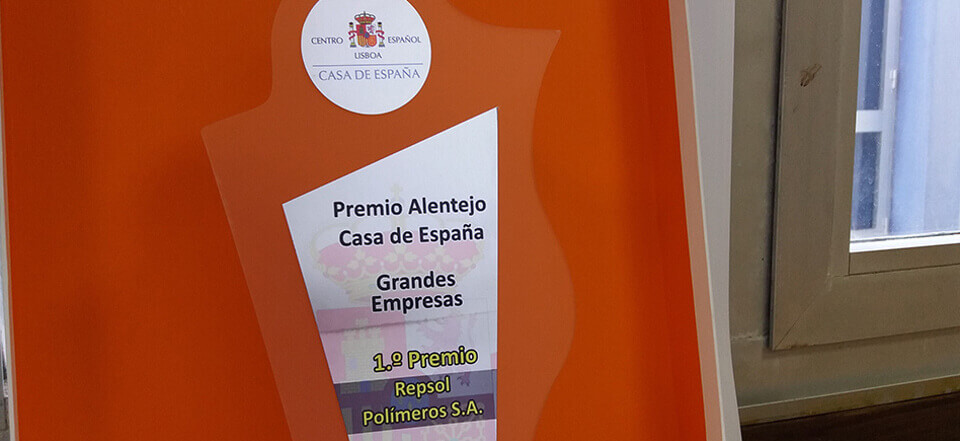 CENTRO ESPAÑOL
LISBOA
CASA DE ESPAÑA
Premio Alentejo
Casa de España
Grandes
Empresas
1.º Premio
Repsol
Polímeros S.A.